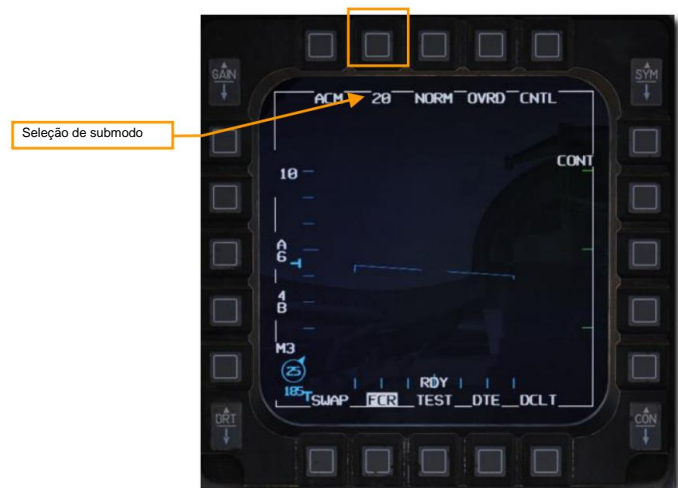 GAIN
SYM
ACM 20 NORM OVRD CNTL
Seleção de submodo
CONT
10
A
6
4
B
M3
25
185
RDY
SWAP FCR TEST DTE DCLT
BRT
CON